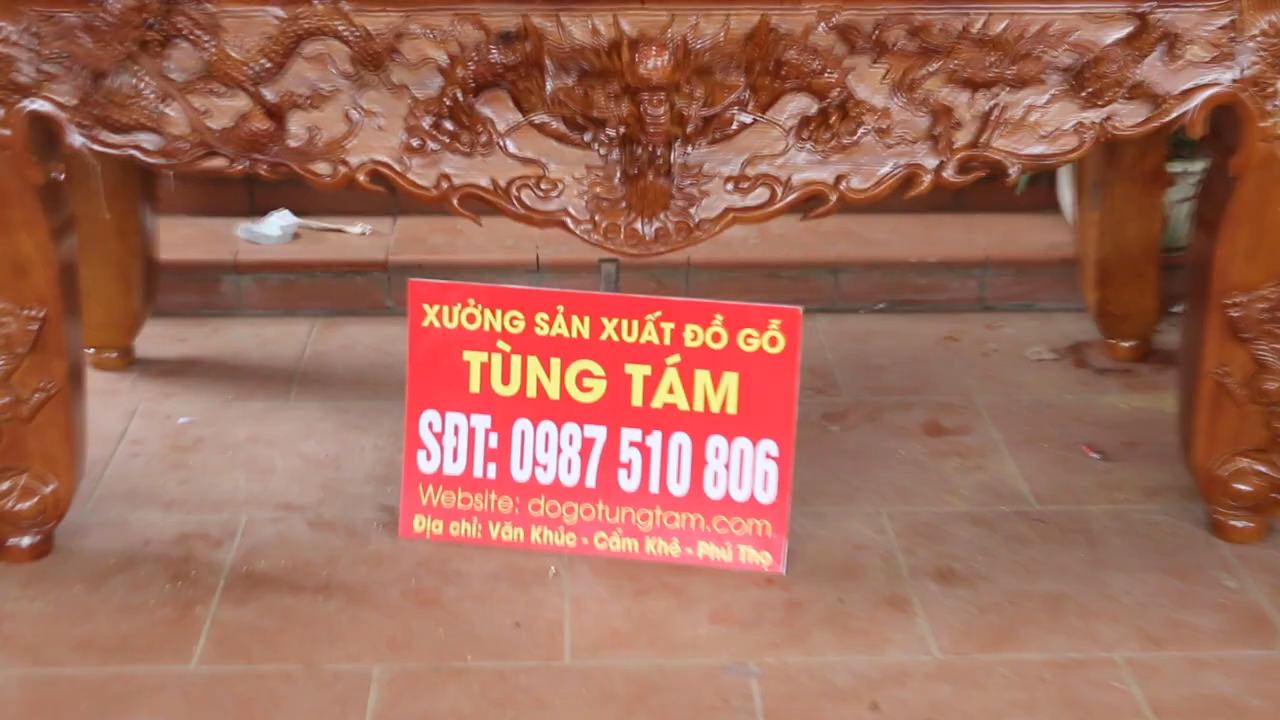 XƯỞNG SẢN XUẤT ĐỒ GỖ
TÙNG TÁM
SĐT: 0987 510 806
Website: dogotungtam.com
Địa chỉ: Văn Khúc - Cẩm Khê - Phú Thọ